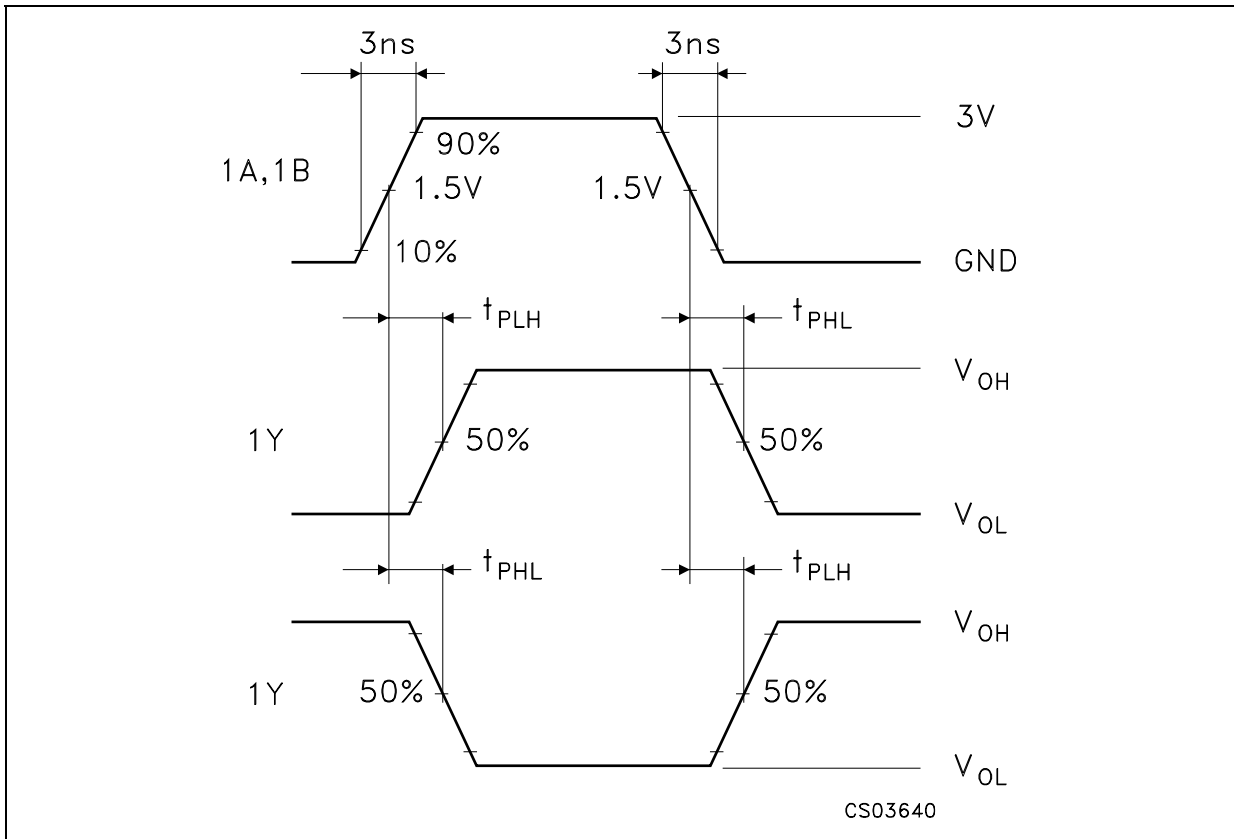 3ns 3ns
3V
90%
1A,1B 1.5V 1.5V
10% GND
tPLH tPHL
VOH
1Y 50% 50%
VOL
tPHL tPLH
VOH
1Y 50% 50%
VOL
CS03640